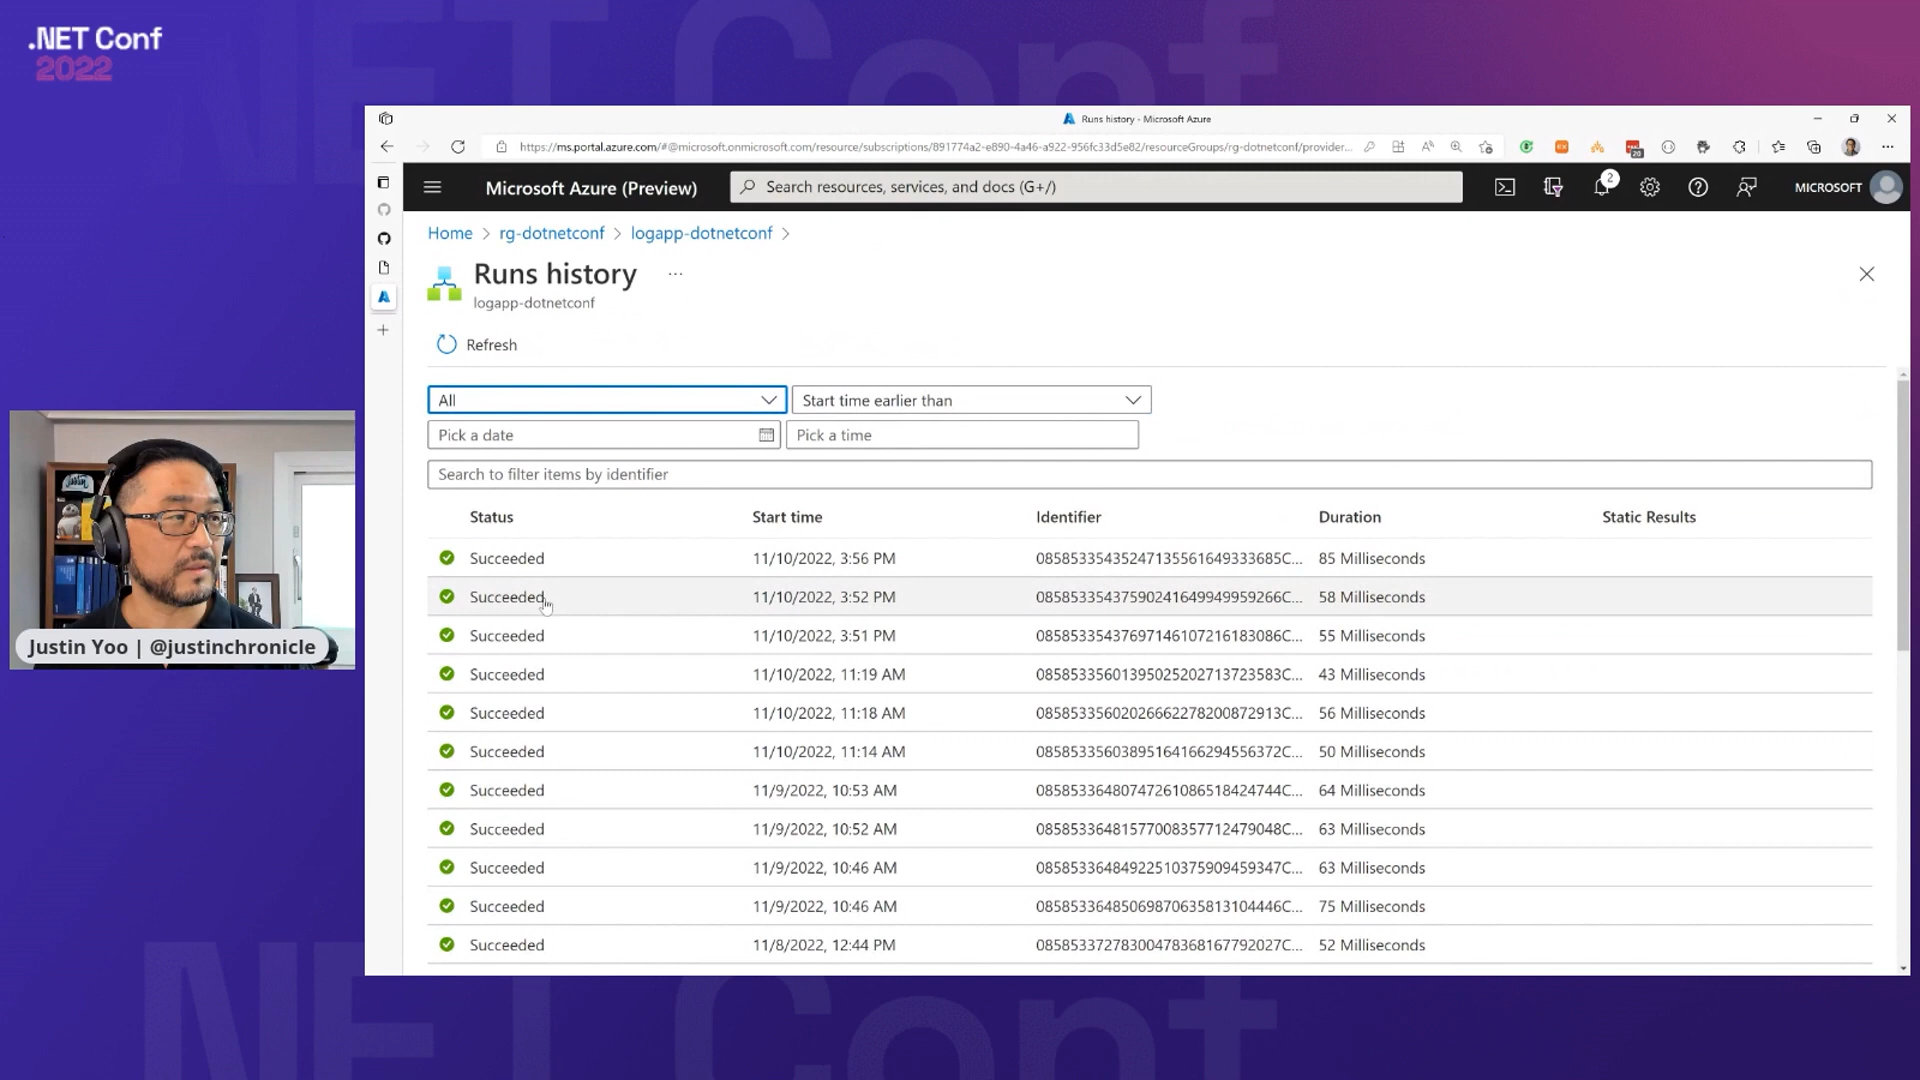 .NET Conf
2022
Runs history - Microsoft Azure
https://ms.portal.azure.com/#@microsoft.onmicrosoft.com/resource/subscriptions/891774a2-e890-4a46-a922-956fc33d5e82/resourceGroups/rg-dotnetconf/provider...
Microsoft Azure (Preview)
Search resources, services, and docs (G+/)
2
MICROSOFT
Home > rg-dotnetconf > logapp-dotnetconf >
Runs history ...
logapp-dotnetconf
Refresh
All
Start time earlier than
Pick a date
Pick a time
Search to filter items by identifier
Status Start time Identifier Duration Static Results
Succeeded 11/10/2022, 3:56 PM 08585335435247135561649333685C... 85 Milliseconds
Succeeded 11/10/2022, 3:52 PM 08585335437590241649949959266C... 58 Milliseconds
Succeeded 11/10/2022, 3:51 PM 08585335437697146107216183086C... 55 Milliseconds
Succeeded 11/10/2022, 11:19 AM 08585335601395025202713723583C... 43 Milliseconds
Succeeded 11/10/2022, 11:18 AM 08585335602026662278200872913C... 56 Milliseconds
Succeeded 11/10/2022, 11:14 AM 08585335603895164166294556372C... 50 Milliseconds
Succeeded 11/9/2022, 10:53 AM 08585336480747261086518424744C... 64 Milliseconds
Succeeded 11/9/2022, 10:52 AM 08585336481577008357712479048C... 63 Milliseconds
Succeeded 11/9/2022, 10:46 AM 08585336484922510375909459347C... 63 Milliseconds
Succeeded 11/9/2022, 10:46 AM 08585336485069870635813104446C... 75 Milliseconds
Succeeded 11/8/2022, 12:44 PM 08585337278300478368167792027C... 52 Milliseconds
Justin Yoo | @justinchronicle
.NET Conf
.NET Conf